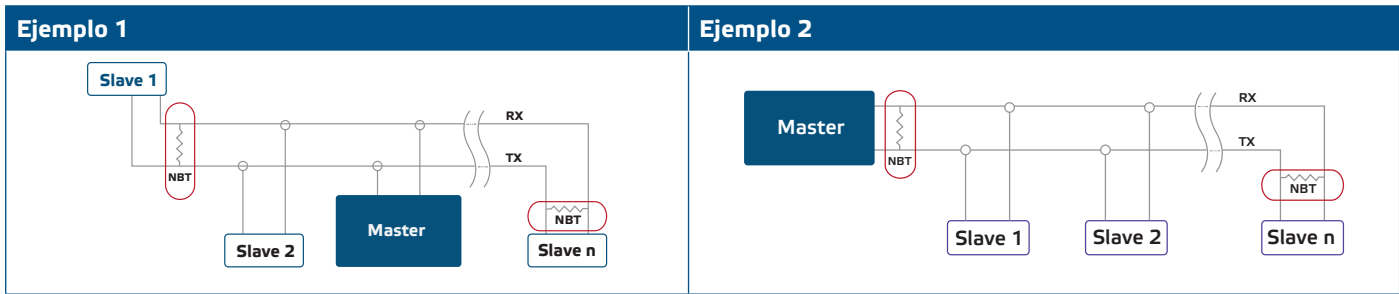 Ejemplo 1
Slave 1
RX
TX
NBT
NBT
Master
Slave 2
Slave n
Ejemplo 2
RX
Master
TX
NBT
NBT
Slave 1
Slave 2
Slave n